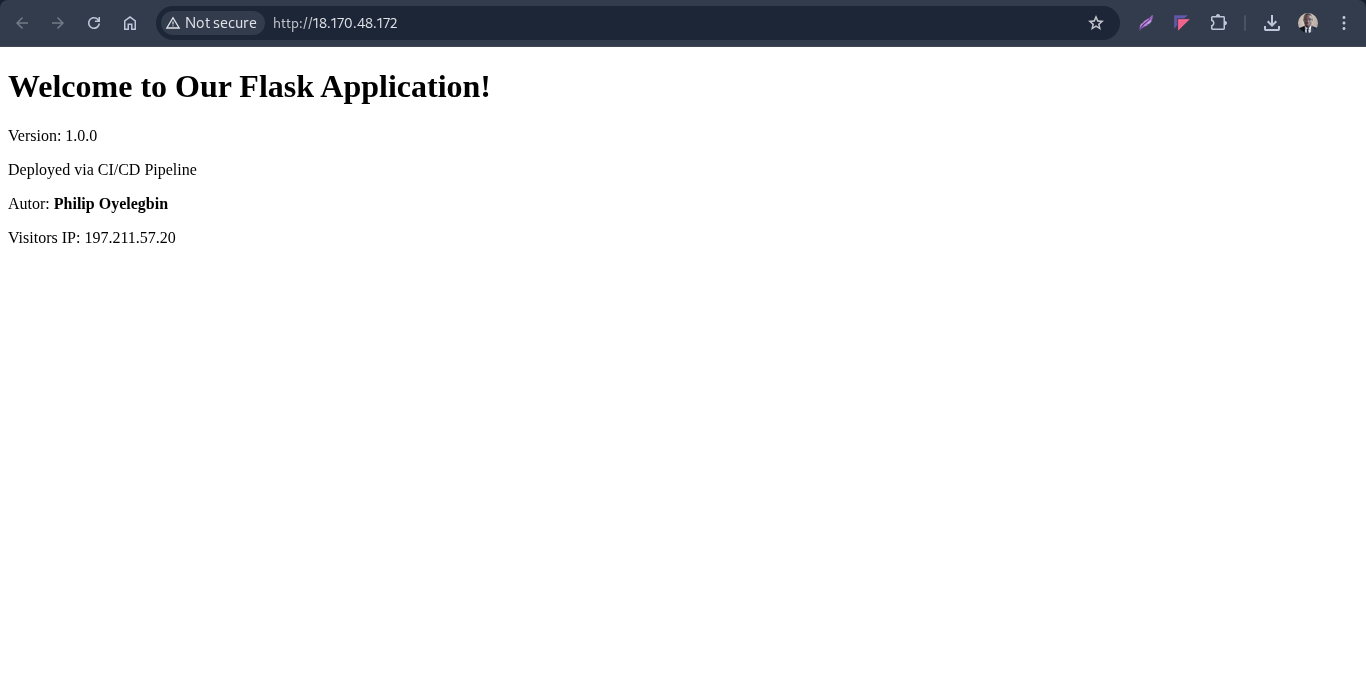 Not secure http://18.170.48.172
Welcome to Our Flask Application!
Version: 1.0.0
Deployed via CI/CD Pipeline
Autor: Philip Oyelegbin
Visitors IP: 197.211.57.20